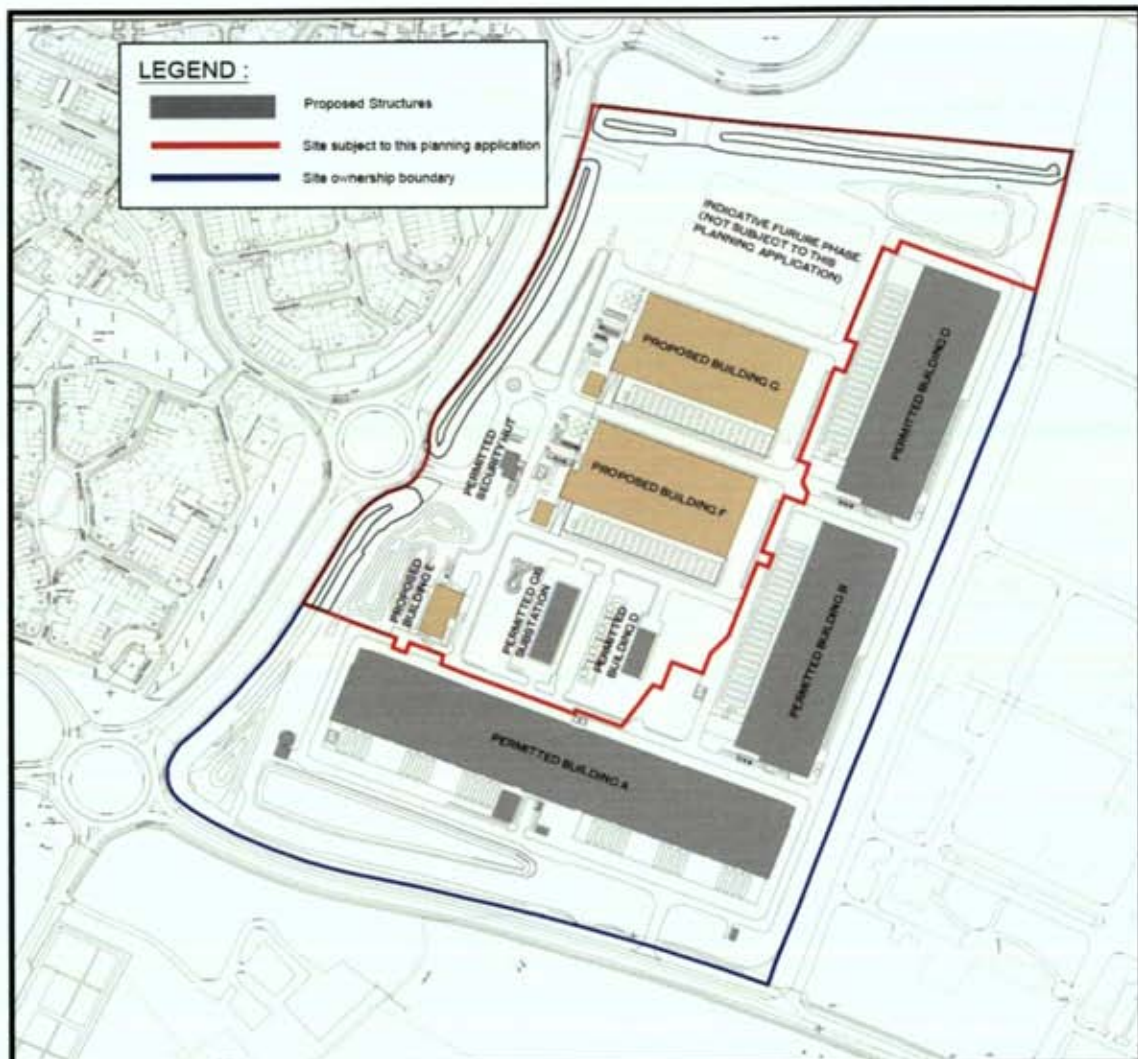 LEGEND :
Proposed Structures
Site subject to this planning application
Site ownership boundary
INDICATIVE FURURE PHASE
(NOT SUBJECT TO THIS
PLANNING APPLICATION)
PROPOSED BUILDING G
PERMITTED BUILDING D
PERMITTED
SECURITY HUT
PROPOSED BUILDING F
PROPOSED
BUILDING E
PERMITTED GIS
SUBSTATION
PERMITTED
BUILDING D
PERMITTED BUILDING B
PERMITTED BUILDING A